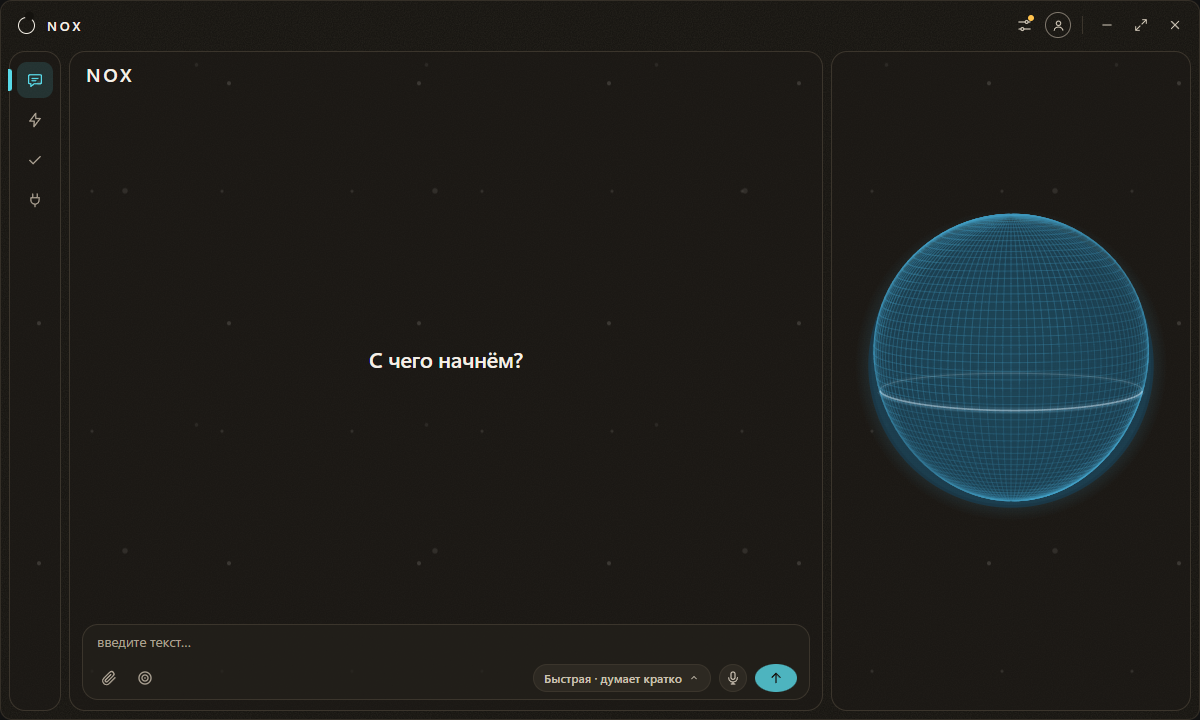 NOX
NOX
С чего начнём?
введите текст...
Быстрая · думает кратко